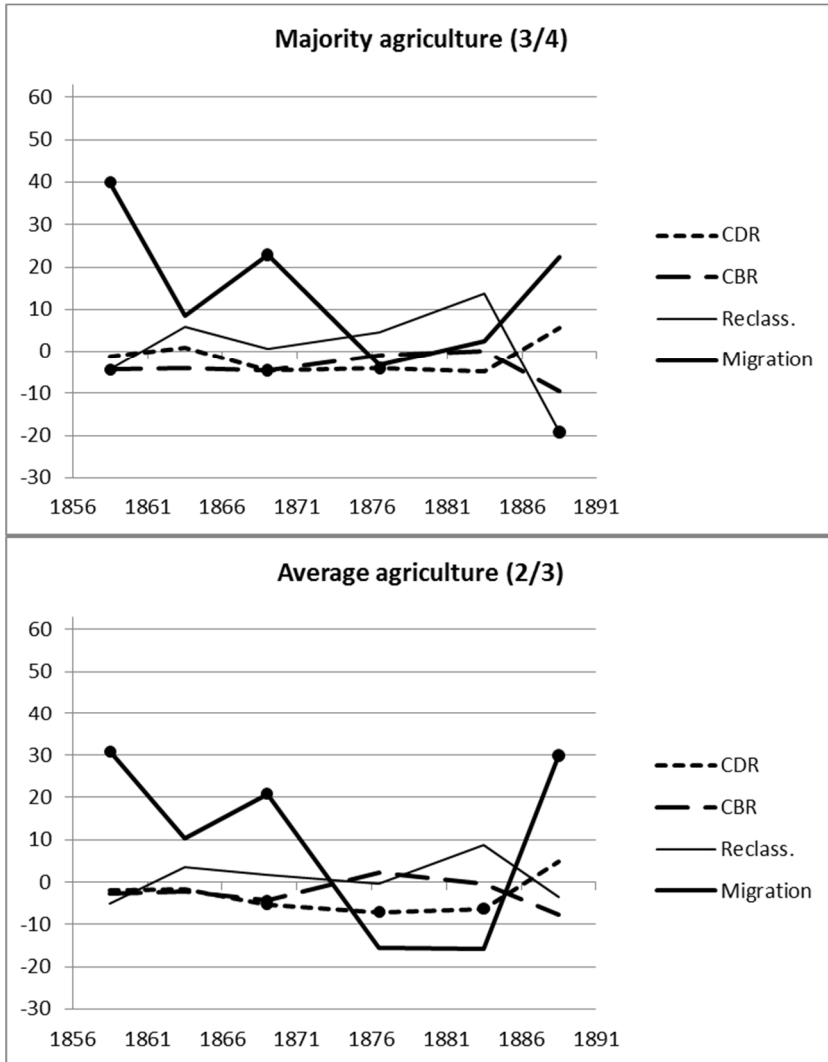 Majority agriculture (3/4)
60
50
40
30
20
10
0
-10
-20
-30
1856 1861 1866 1871 1876 1881 1886 1891
CDR
CBR
Reclass.
Migration
Average agriculture (2/3)
60
50
40
30
20
10
0
-10
-20
-30
1856 1861 1866 1871 1876 1881 1886 1891
CDR
CBR
Reclass.
Migration